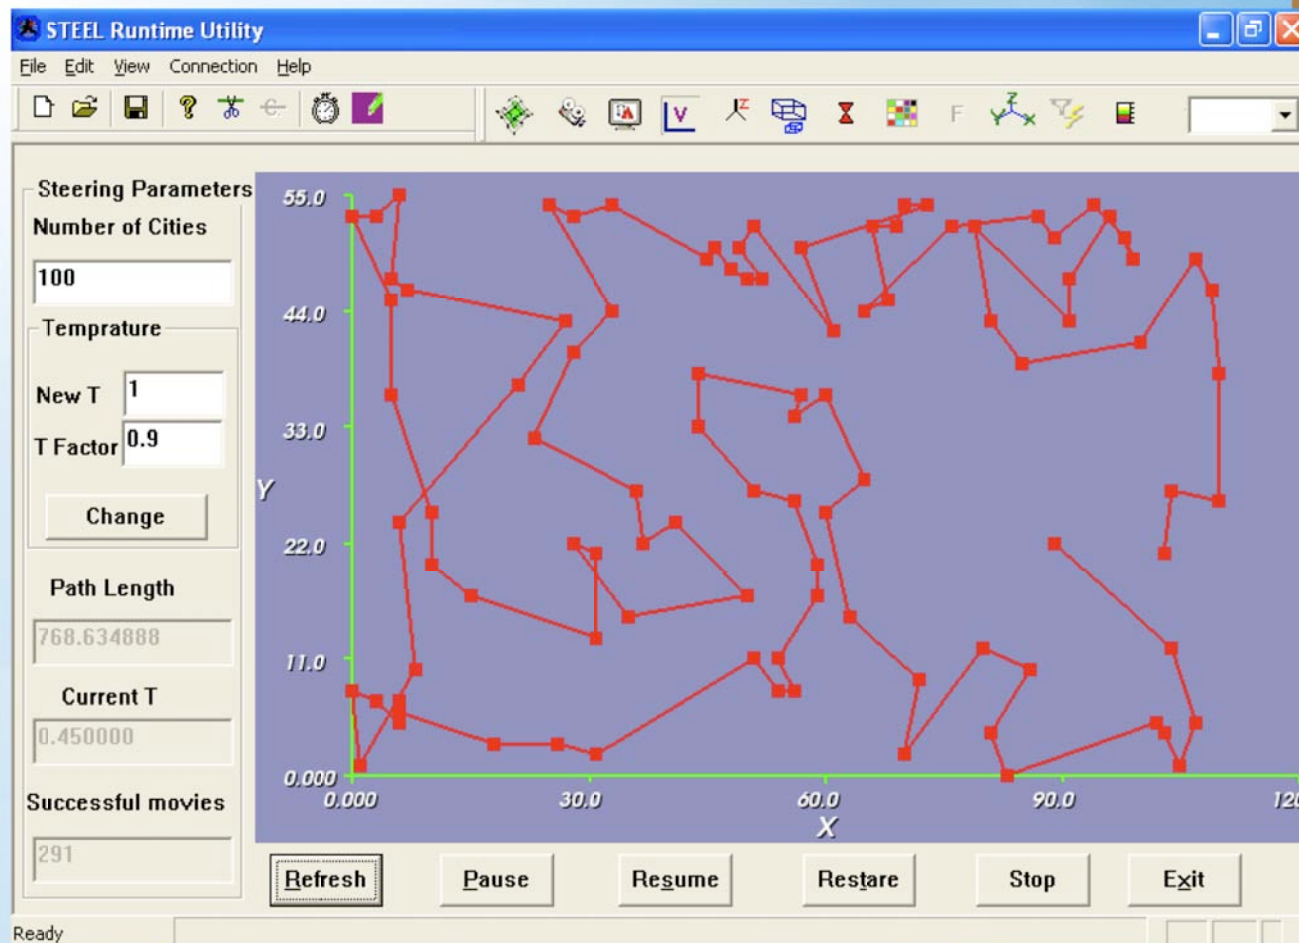 STEEL Runtime Utility
File Edit View Connection Help
V Z F Z Y X
Steering Parameters
Number of Cities
100
Temprature
New T 1
T Factor 0.9
Change
Path Length
768.634888
Current T
0.450000
Successful movies
291
55.0
44.0
33.0
Y
22.0
11.0
0.000
0.000 30.0 60.0 90.0 120
X
Refresh Pause Resume Restare Stop Exit
Ready